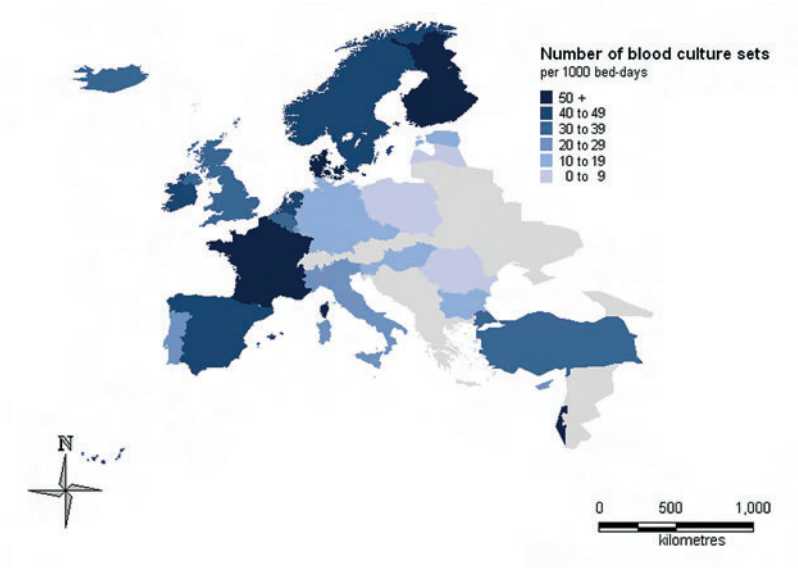 Number of blood culture sets
per 1000 bed-days
50 +
40 to 49
30 to 39
20 to 29
10 to 19
0 to 9
N
0 500 1,000
kilometres